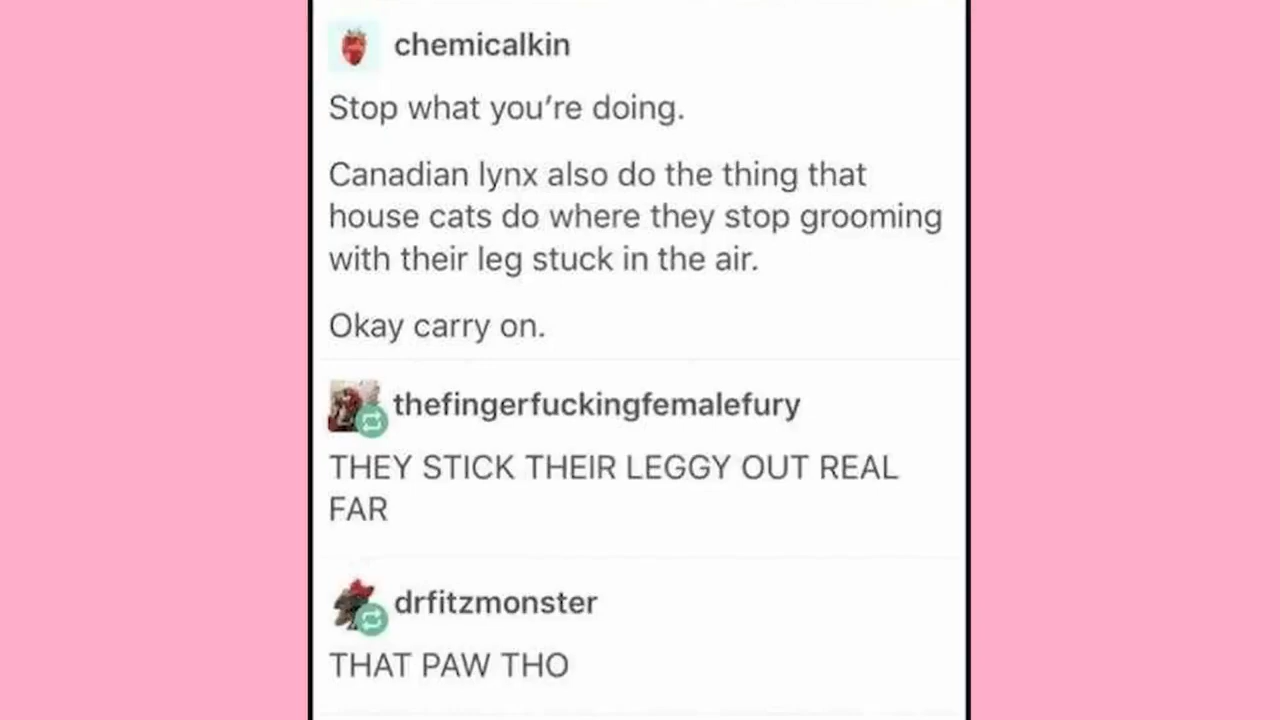 chemicalkin
Stop what you're doing.
Canadian lynx also do the thing that
house cats do where they stop grooming
with their leg stuck in the air.
Okay carry on.
thefingerfuckingfemalefury
THEY STICK THEIR LEGGY OUT REAL
FAR
drfitzmonster
THAT PAW THO